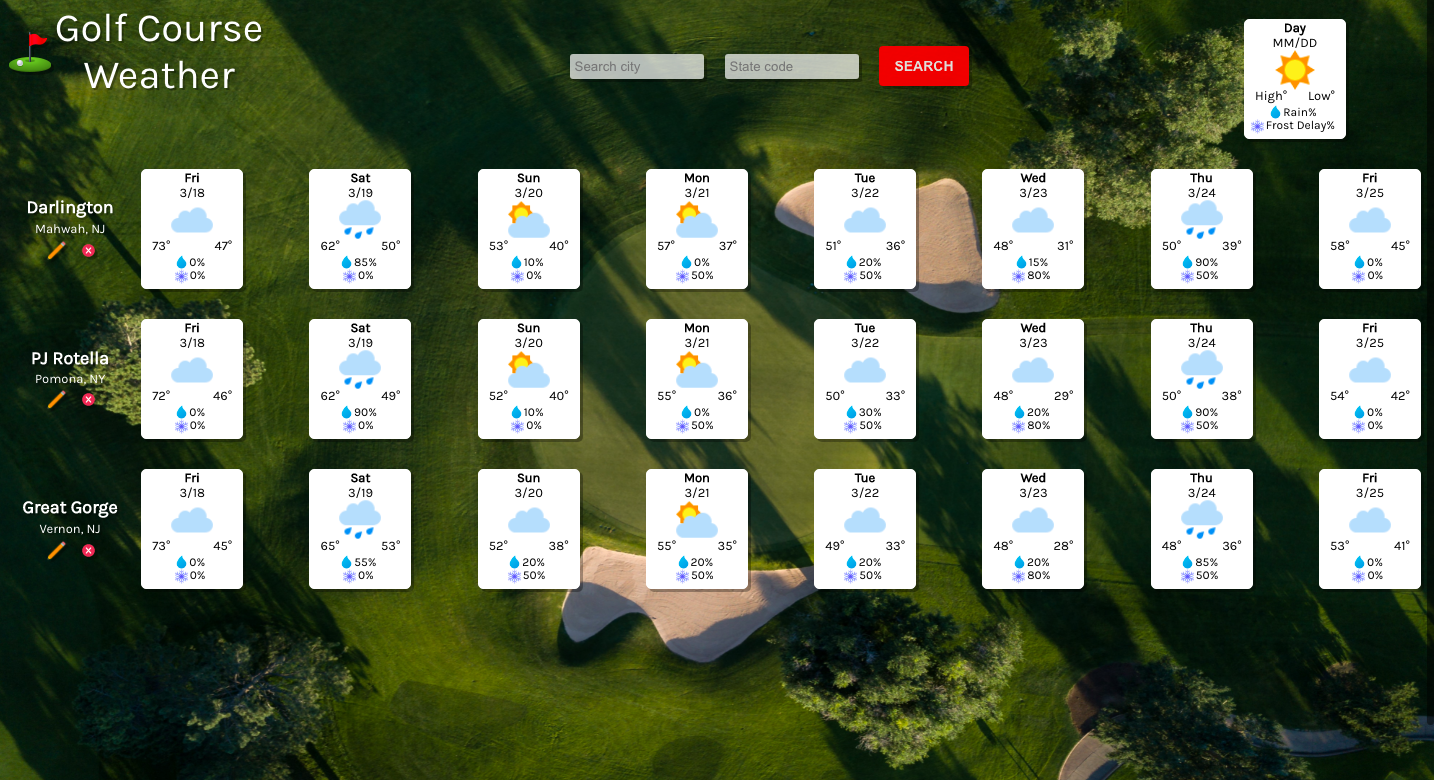 Golf Course
Weather
Search city
State code
SEARCH
Day
MM/DD
High° Low°
Rain%
Frost Delay%
Darlington
Mahwah, NJ
Fri
3/18
73° 47°
0%
0%
Sat
3/19
62° 50°
85%
0%
Sun
3/20
53° 40°
10%
0%
Mon
3/21
57° 37°
0%
50%
Tue
3/22
51° 36°
20%
50%
Wed
3/23
48° 31°
15%
80%
Thu
3/24
50° 39°
90%
50%
Fri
3/25
58° 45°
0%
0%
PJ Rotella
Pomona, NY
Fri
3/18
72° 46°
0%
0%
Sat
3/19
62° 49°
90%
0%
Sun
3/20
52° 40°
10%
0%
Mon
3/21
55° 36°
0%
50%
Tue
3/22
50° 33°
30%
50%
Wed
3/23
48° 29°
20%
80%
Thu
3/24
50° 38°
90%
50%
Fri
3/25
54° 42°
0%
0%
Great Gorge
Vernon, NJ
Fri
3/18
73° 45°
0%
0%
Sat
3/19
65° 53°
55%
0%
Sun
3/20
52° 38°
20%
50%
Mon
3/21
55° 35°
20%
50%
Tue
3/22
49° 33°
20%
50%
Wed
3/23
48° 28°
20%
80%
Thu
3/24
48° 36°
85%
50%
Fri
3/25
53° 41°
0%
0%